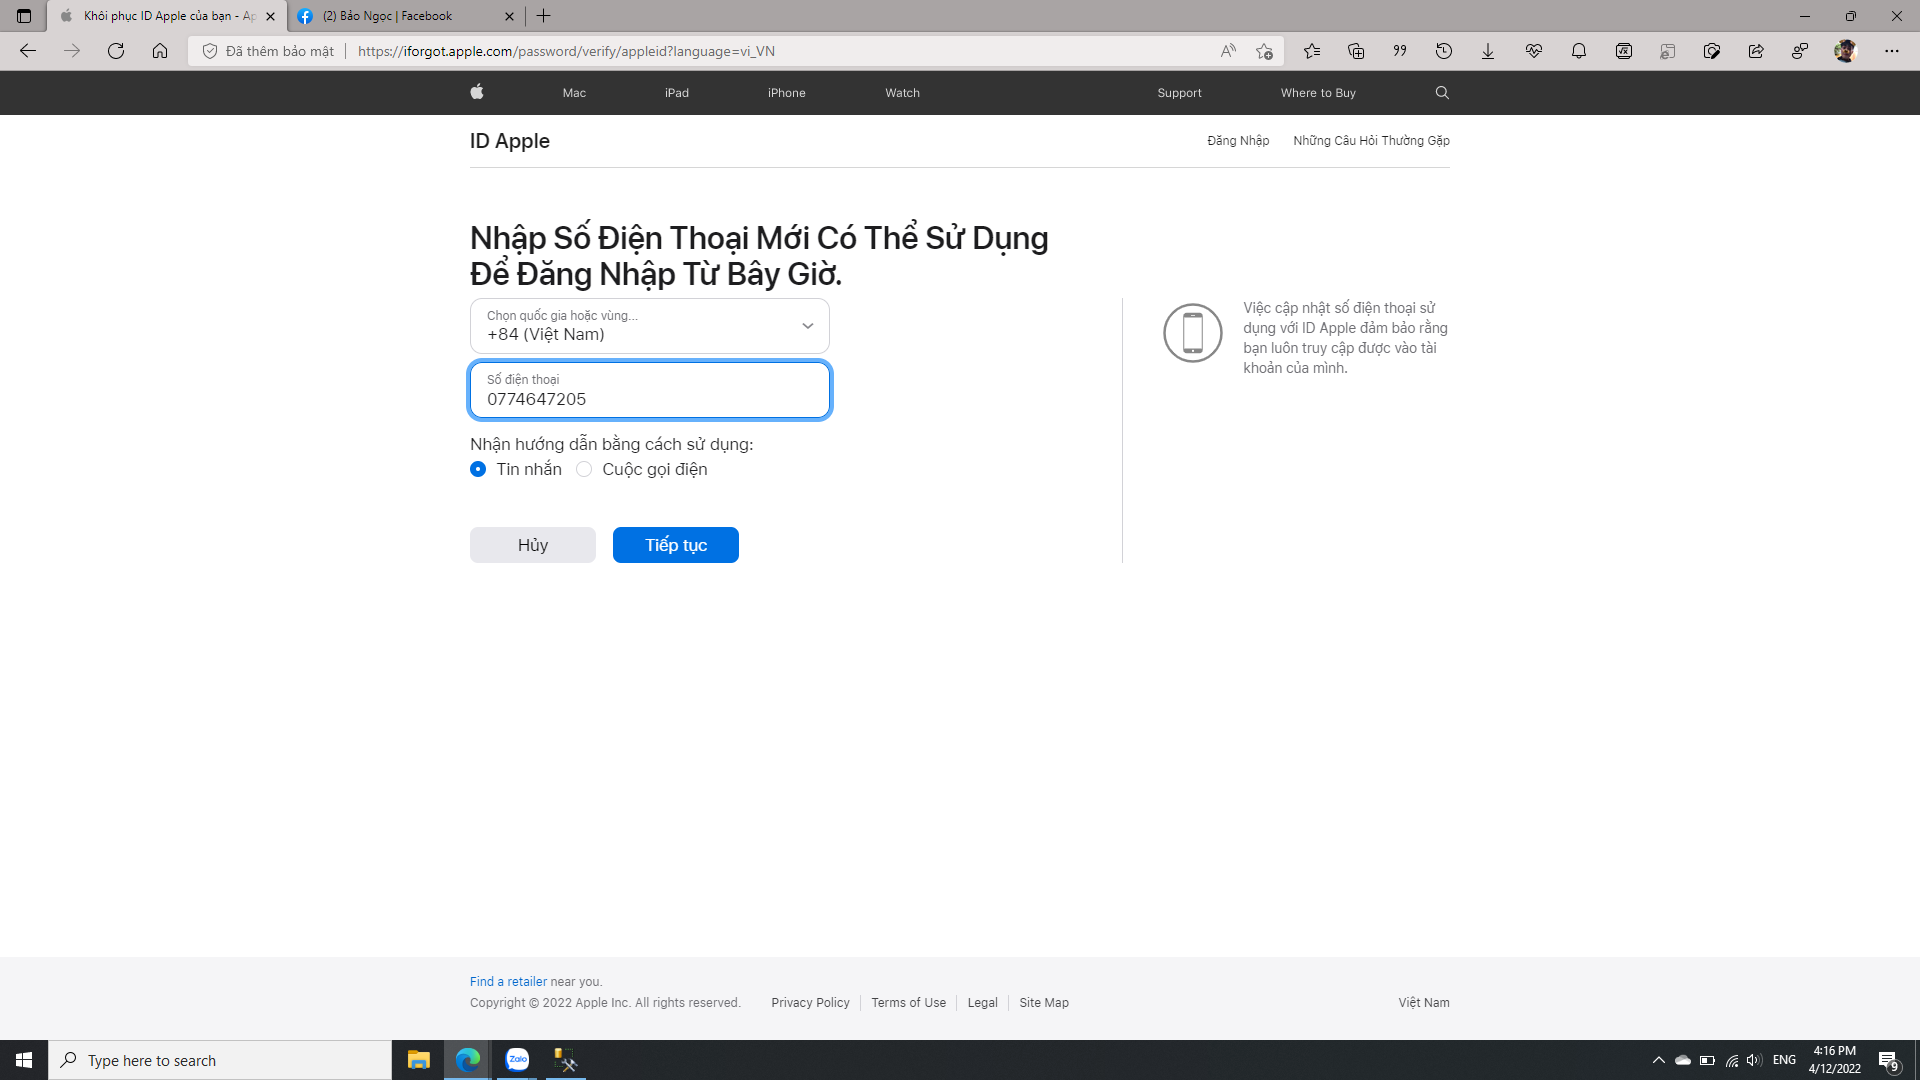 Khôi phục ID Apple của bạn - Ap
(2) Bảo Ngọc | Facebook
Đã thêm bảo mật
https://iforgot.apple.com/password/verify/appleid?language=vi_VN
Mac
iPad
iPhone
Watch
Support
Where to Buy
ID Apple
Đăng Nhập
Những Câu Hỏi Thường Gặp
Nhập Số Điện Thoại Mới Có Thể Sử Dụng
Để Đăng Nhập Từ Bây Giờ.
Chọn quốc gia hoặc vùng...
+84 (Việt Nam)
Số điện thoại
0774647205
Nhận hướng dẫn bằng cách sử dụng:
Tin nhắn
Cuộc gọi điện
Hủy
Tiếp tục
Việc cập nhật số điện thoại sử
dụng với ID Apple đảm bảo rằng
bạn luôn truy cập được vào tài
khoản của mình.
Find a retailer near you.
Copyright © 2022 Apple Inc. All rights reserved.
Privacy Policy
Terms of Use
Legal
Site Map
Việt Nam
Type here to search
Zalo
ENG
4:16 PM
4/12/2022
9